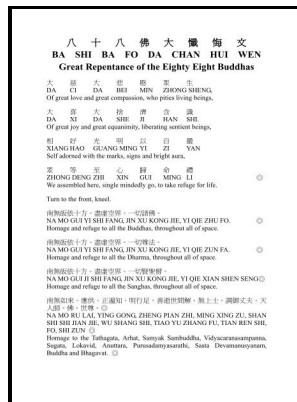 八 十 八 佛 大 懺 悔 文
BA SHI BA FO DA CHAN HUI WEN
Great Repentance of the Eighty Eight Buddhas
大 慈 大 悲 愍 眾 生
DA CI DA BEI MIN ZHONG SHENG,
Of great love and great compassion, who pities living beings,
大 喜 大 捨 濟 含 識
DA XI DA SHE JI HAN SHI.
Of great joy and great equanimity, liberating sentient beings,
相 好 光 明 以 自 嚴
XIANG HAO GUANG MING YI ZI YAN
Self adorned with the marks, signs and bright aura,
眾 等 至 心 歸 命 禮
ZHONG DENG ZHI XIN GUI MING LI ◎
We assembled here, single mindedly go, to take refuge for life.
Turn to the front, kneel.
南無皈依十方、盡虛空界、一切諸佛。
NA MO GUI YI SHI FANG, JIN XU KONG JIE, YI QIE ZHU FO. ◎
Homage and refuge to all the Buddhas, throughout all of space.
南無皈依十方、盡虛空界、一切尊法。
NA MO GUI YI SHI FANG, JIN XU KONG JIE, YI QIE ZUN FA. ◎
Homage and refuge to all the Dharma, throughout all of space.
南無皈依十方、盡虛空界、一切賢聖僧。
NA MO GUI JI SHI FANG, JIN XU KONG JIE, YI QIE XIAN SHEN SENG◎
Homage and refuge to all the Sanghas, throughout all of space.
南無如來、應供、正遍知、明行足、善逝世間解、無上士、調御丈夫、天
人師、佛、世尊。◎
NA MO RU LAI, YING GONG, ZHENG PIAN ZHI, MING XING ZU, SHAN
SHI SHI JIAN JIE, WU SHANG SHI, TIAO YU ZHANG FU, TIAN REN SHI,
FO, SHI ZUN ◎
Homage to the Tathagata, Arhat, Samyak Sambuddha, Vidyacaranasampanna,
Sugata, Lokavid, Anuttara, Purusadamyasarathi, Sasta Devamanusyanam,
Buddha and Bhagavat. ◎